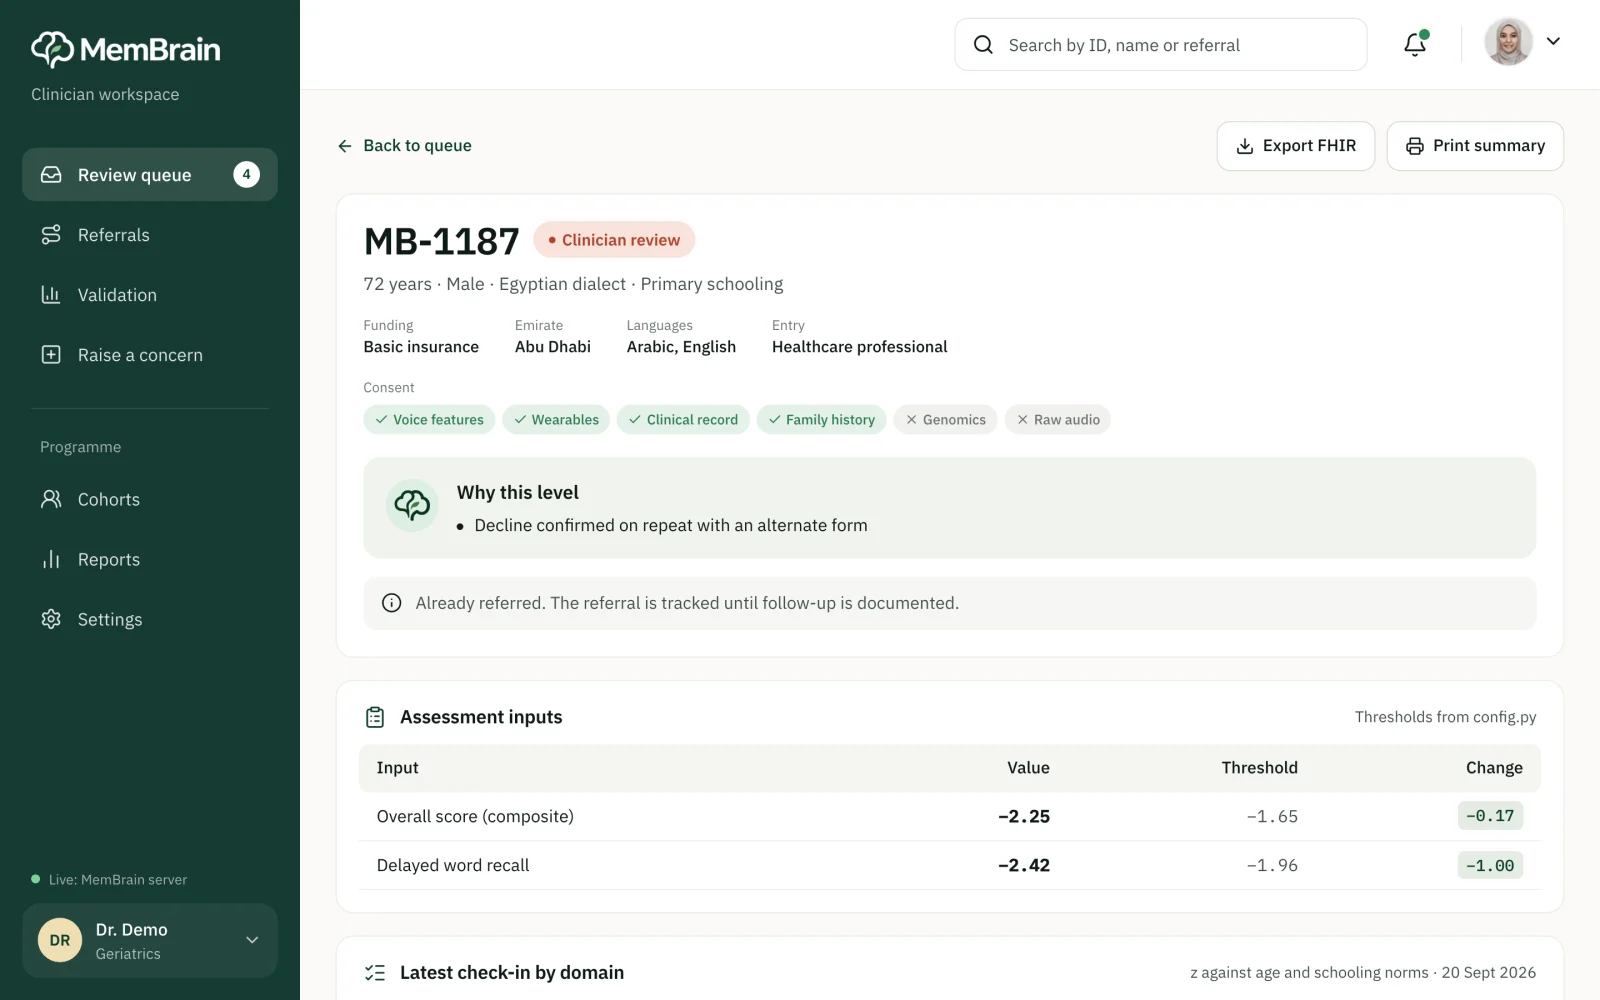 MemBrain
Clinician workspace
Review queue 4
Referrals
Validation
Raise a concern
Programme
Cohorts
Reports
Settings
Live: MemBrain server
DR
Dr. Demo
Geriatrics
Search by ID, name or referral
Back to queue
Export FHIR
Print summary
MB-1187
Clinician review
72 years · Male · Egyptian dialect · Primary schooling
Funding Emirate Languages Entry
Basic insurance Abu Dhabi Arabic, English Healthcare professional
Consent
Voice features Wearables Clinical record Family history Genomics Raw audio
Why this level
• Decline confirmed on repeat with an alternate form
Already referred. The referral is tracked until follow-up is documented.
Assessment inputs Thresholds from config.py
Input Value Threshold Change
Overall score (composite) −2.25 −1.65 −0.17
Delayed word recall −2.42 −1.96 −1.00
Latest check-in by domain z against age and schooling norms · 20 Sept 2026